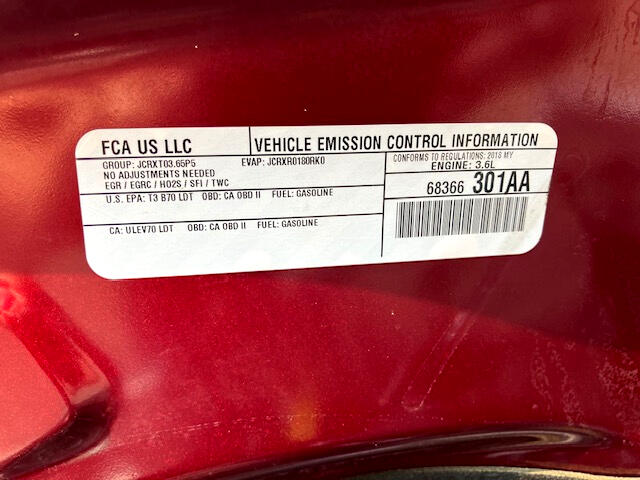 FCA US LLC
VEHICLE EMISSION CONTROL INFORMATION
GROUP: JCRXT03.65P5 EVAP: JCRXR0180RK0
NO ADJUSTMENTS NEEDED
EGR / EGRC / HO2S / SFI / TWC
CONFORMS TO REGULATIONS: 2018 MY
ENGINE: 3.6L
U.S. EPA: T3 B70 LDT OBD: CA OBD II FUEL: GASOLINE
68366 301AA
CA: ULEV70 LDT OBD: CA OBD II FUEL: GASOLINE